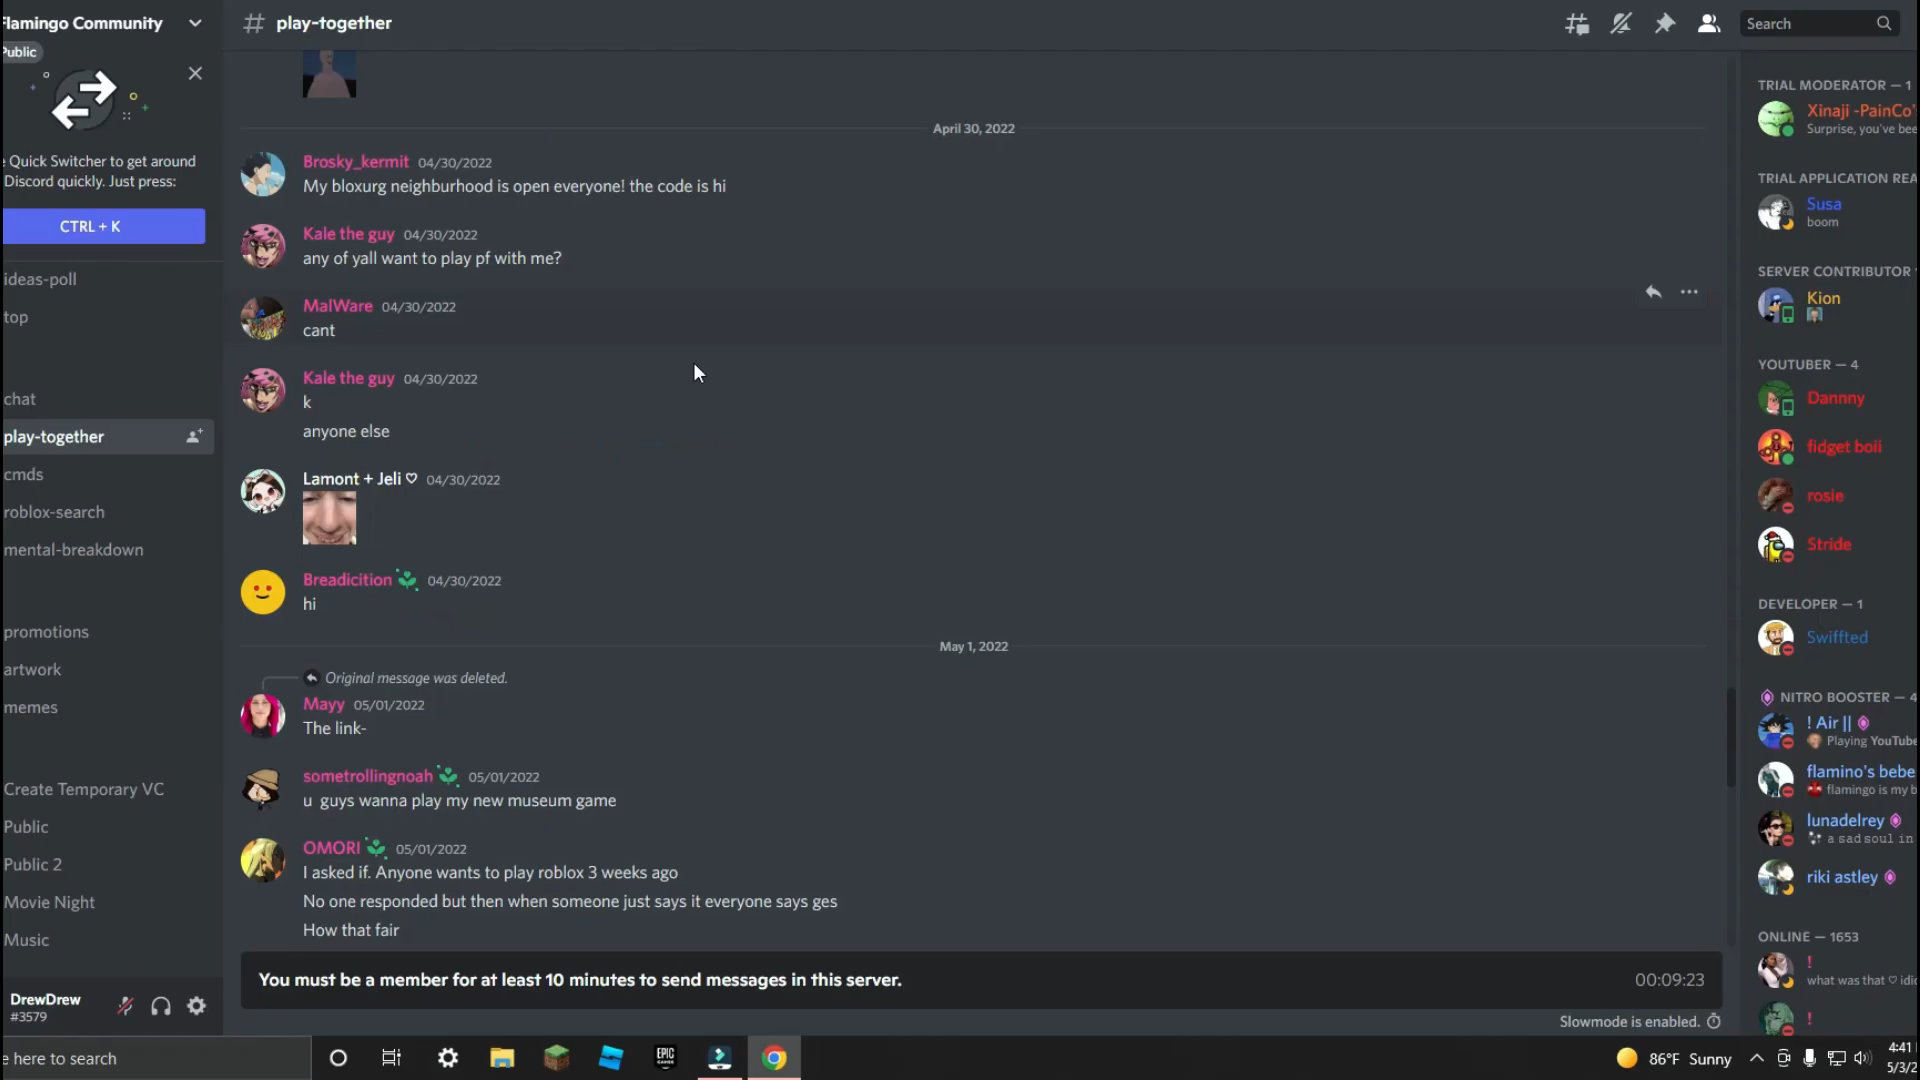 Flamingo Community
Public
Quick Switcher to get around
Discord quickly. Just press:
CTRL + K
ideas-poll
top
chat
play-together
cmds
roblox-search
mental-breakdown
promotions
artwork
memes
Create Temporary VC
Public
Public 2
Movie Night
Music
DrewDrew
#3579
# play-together
Search
April 30, 2022
Brosky_kermit 04/30/2022
My bloxurg neighburhood is open everyone! the code is hi
Kale the guy 04/30/2022
any of yall want to play pf with me?
MalWare 04/30/2022
cant
Kale the guy 04/30/2022
k
anyone else
Lamont + Jeli ♡ 04/30/2022
Breadicition 04/30/2022
hi
May 1, 2022
Original message was deleted.
Mayy 05/01/2022
The link-
sometrollingnoah 05/01/2022
u guys wanna play my new museum game
OMORI 05/01/2022
I asked if. Anyone wants to play roblox 3 weeks ago
No one responded but then when someone just says it everyone says ges
How that fair
You must be a member for at least 10 minutes to send messages in this server.
00:09:23
Slowmode is enabled.
TRIAL MODERATOR — 1
Xinaji -PainCo'
Surprise, you've bee
TRIAL APPLICATION REA
Susa
boom
SERVER CONTRIBUTOR
Kion
YOUTUBER — 4
Dannny
fidget boii
rosie
Stride
DEVELOPER — 1
Swiffted
NITRO BOOSTER — 4
! Air ||
Playing YouTube
flamino's bebe
flamingo is my b
lunadelrey
a sad soul in
riki astley
ONLINE — 1653
!
what was that ♡ idi
!
e here to search
EPIC
GAMES
86°F Sunny
4:41
5/3/2